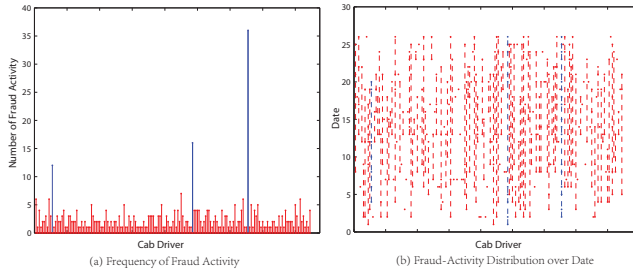 40
35
30
25
20
15
10
5
0
Number of Fraud Activity
Cab Driver
(a) Frequency of Fraud Activity
30
25
20
15
10
5
0
Date
Cab Driver
(b) Fraud-Activity Distribution over Date